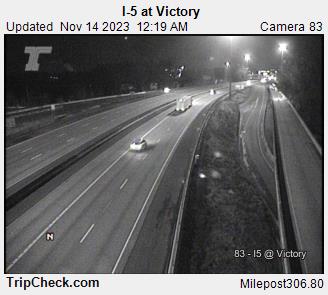 I-5 at Victory
Updated Nov 14 2023 12:19 AM Camera 83
T
N
83 - I5 @ Victory
TripCheck.com Milepost306.80